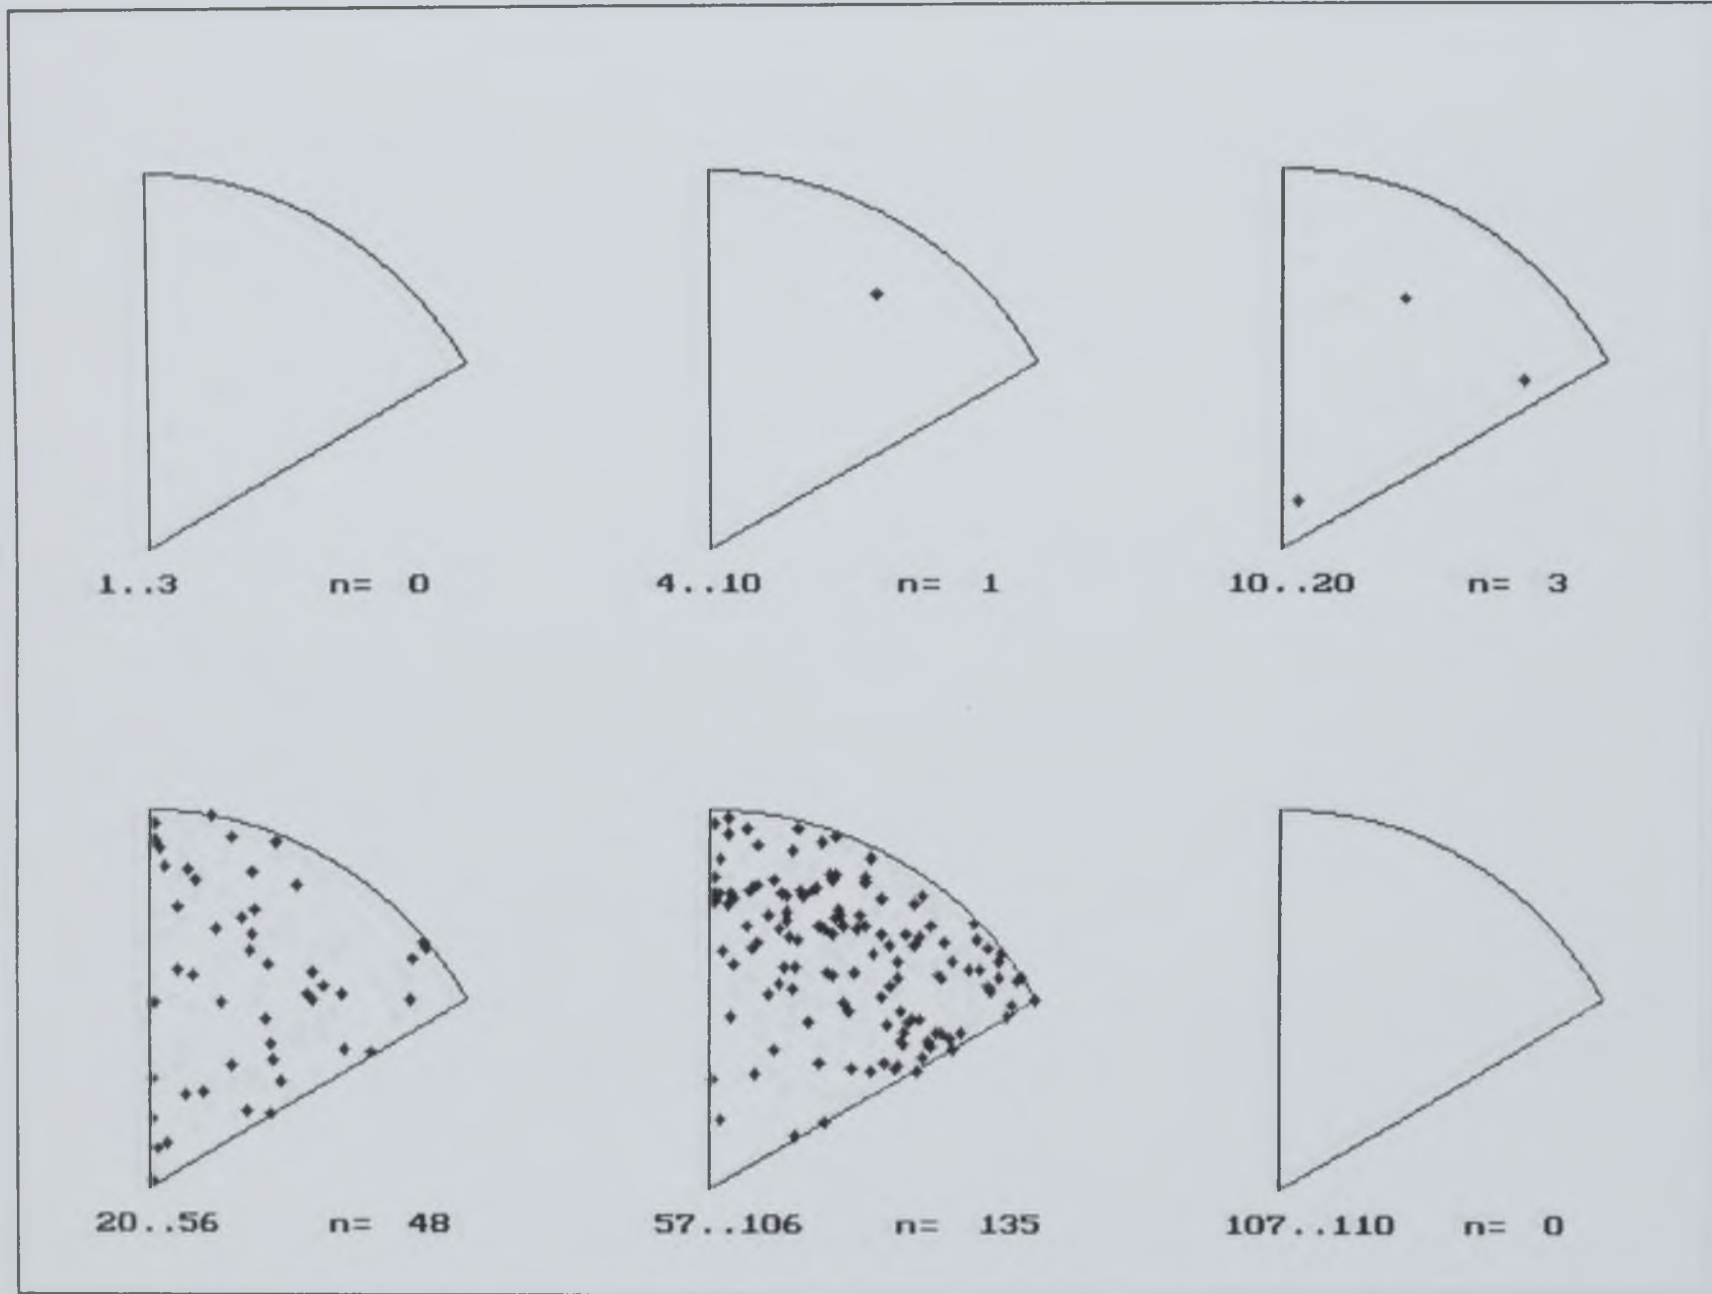 1..3 n= 0 4..10 n= 1 10..20 n= 3
20..56 n= 48 57..106 n= 135 107..110 n= 0